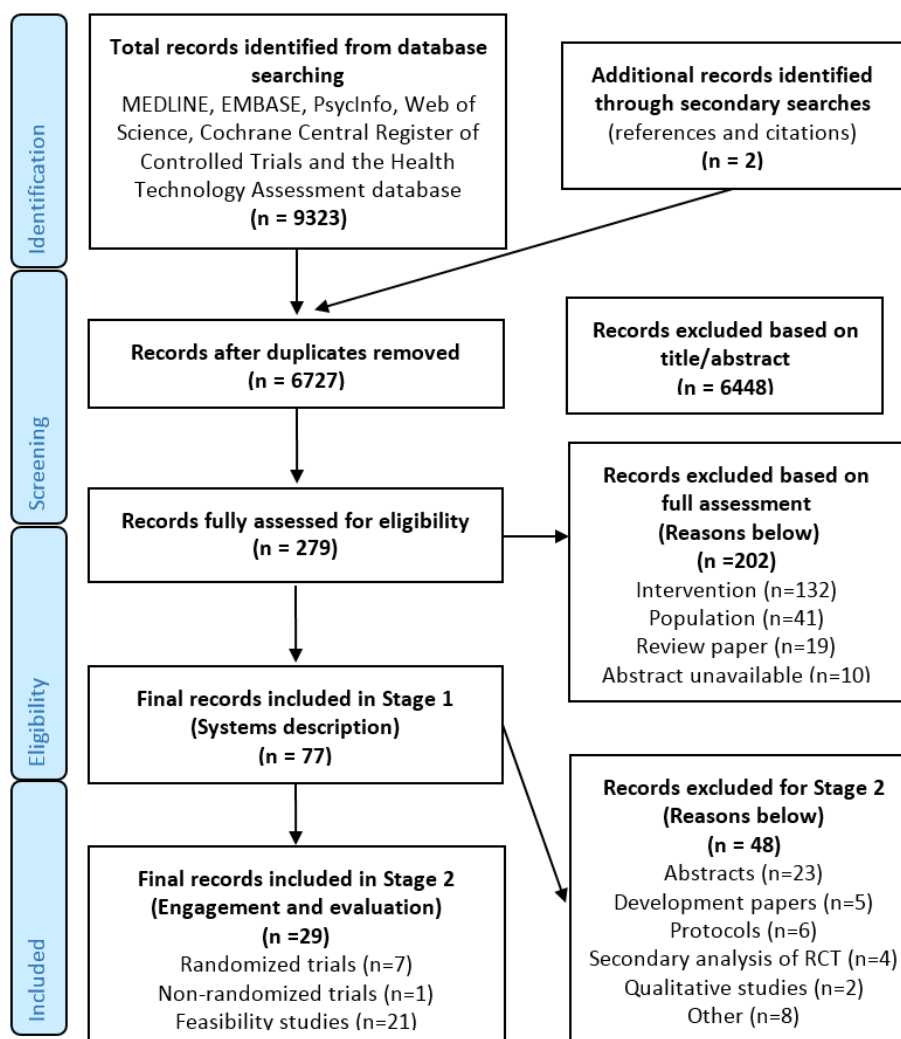 Identification
Total records identified from database
searching
MEDLINE, EMBASE, PsycInfo, Web of
Science, Cochrane Central Register of
Controlled Trials and the Health
Technology Assessment database
(n = 9323)
Additional records identified
through secondary searches
(references and citations)
(n = 2)
Screening
Records after duplicates removed
(n = 6727)
Records excluded based on
title/abstract
(n = 6448)
Records fully assessed for eligibility
(n = 279)
Records excluded based on
full assessment
(Reasons below)
(n =202)
Intervention (n=132)
Population (n=41)
Review paper (n=19)
Abstract unavailable (n=10)
Eligibility
Final records included in Stage 1
(Systems description)
(n = 77)
Records excluded for Stage 2
(Reasons below)
(n = 48)
Abstracts (n=23)
Development papers (n=5)
Protocols (n=6)
Secondary analysis of RCT (n=4)
Qualitative studies (n=2)
Other (n=8)
Included
Final records included in Stage 2
(Engagement and evaluation)
(n =29)
Randomized trials (n=7)
Non-randomized trials (n=1)
Feasibility studies (n=21)